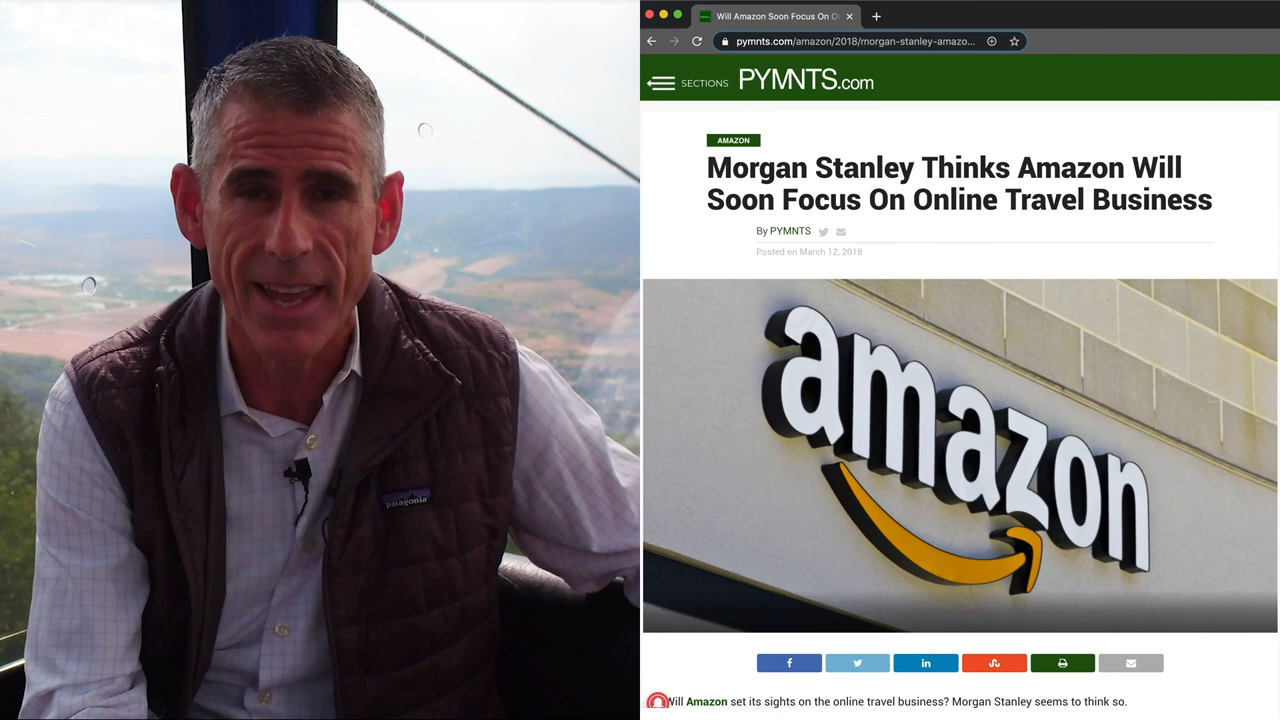 patagonia
Will Amazon Soon Focus On O
pymnts.com/amazon/2018/morgan-stanley-amazo...
SECTIONS PYMNTS.com
AMAZON
Morgan Stanley Thinks Amazon Will
Soon Focus On Online Travel Business
By PYMNTS
Posted on March 12, 2018
amazon
Will Amazon set its sights on the online travel business? Morgan Stanley seems to think so.